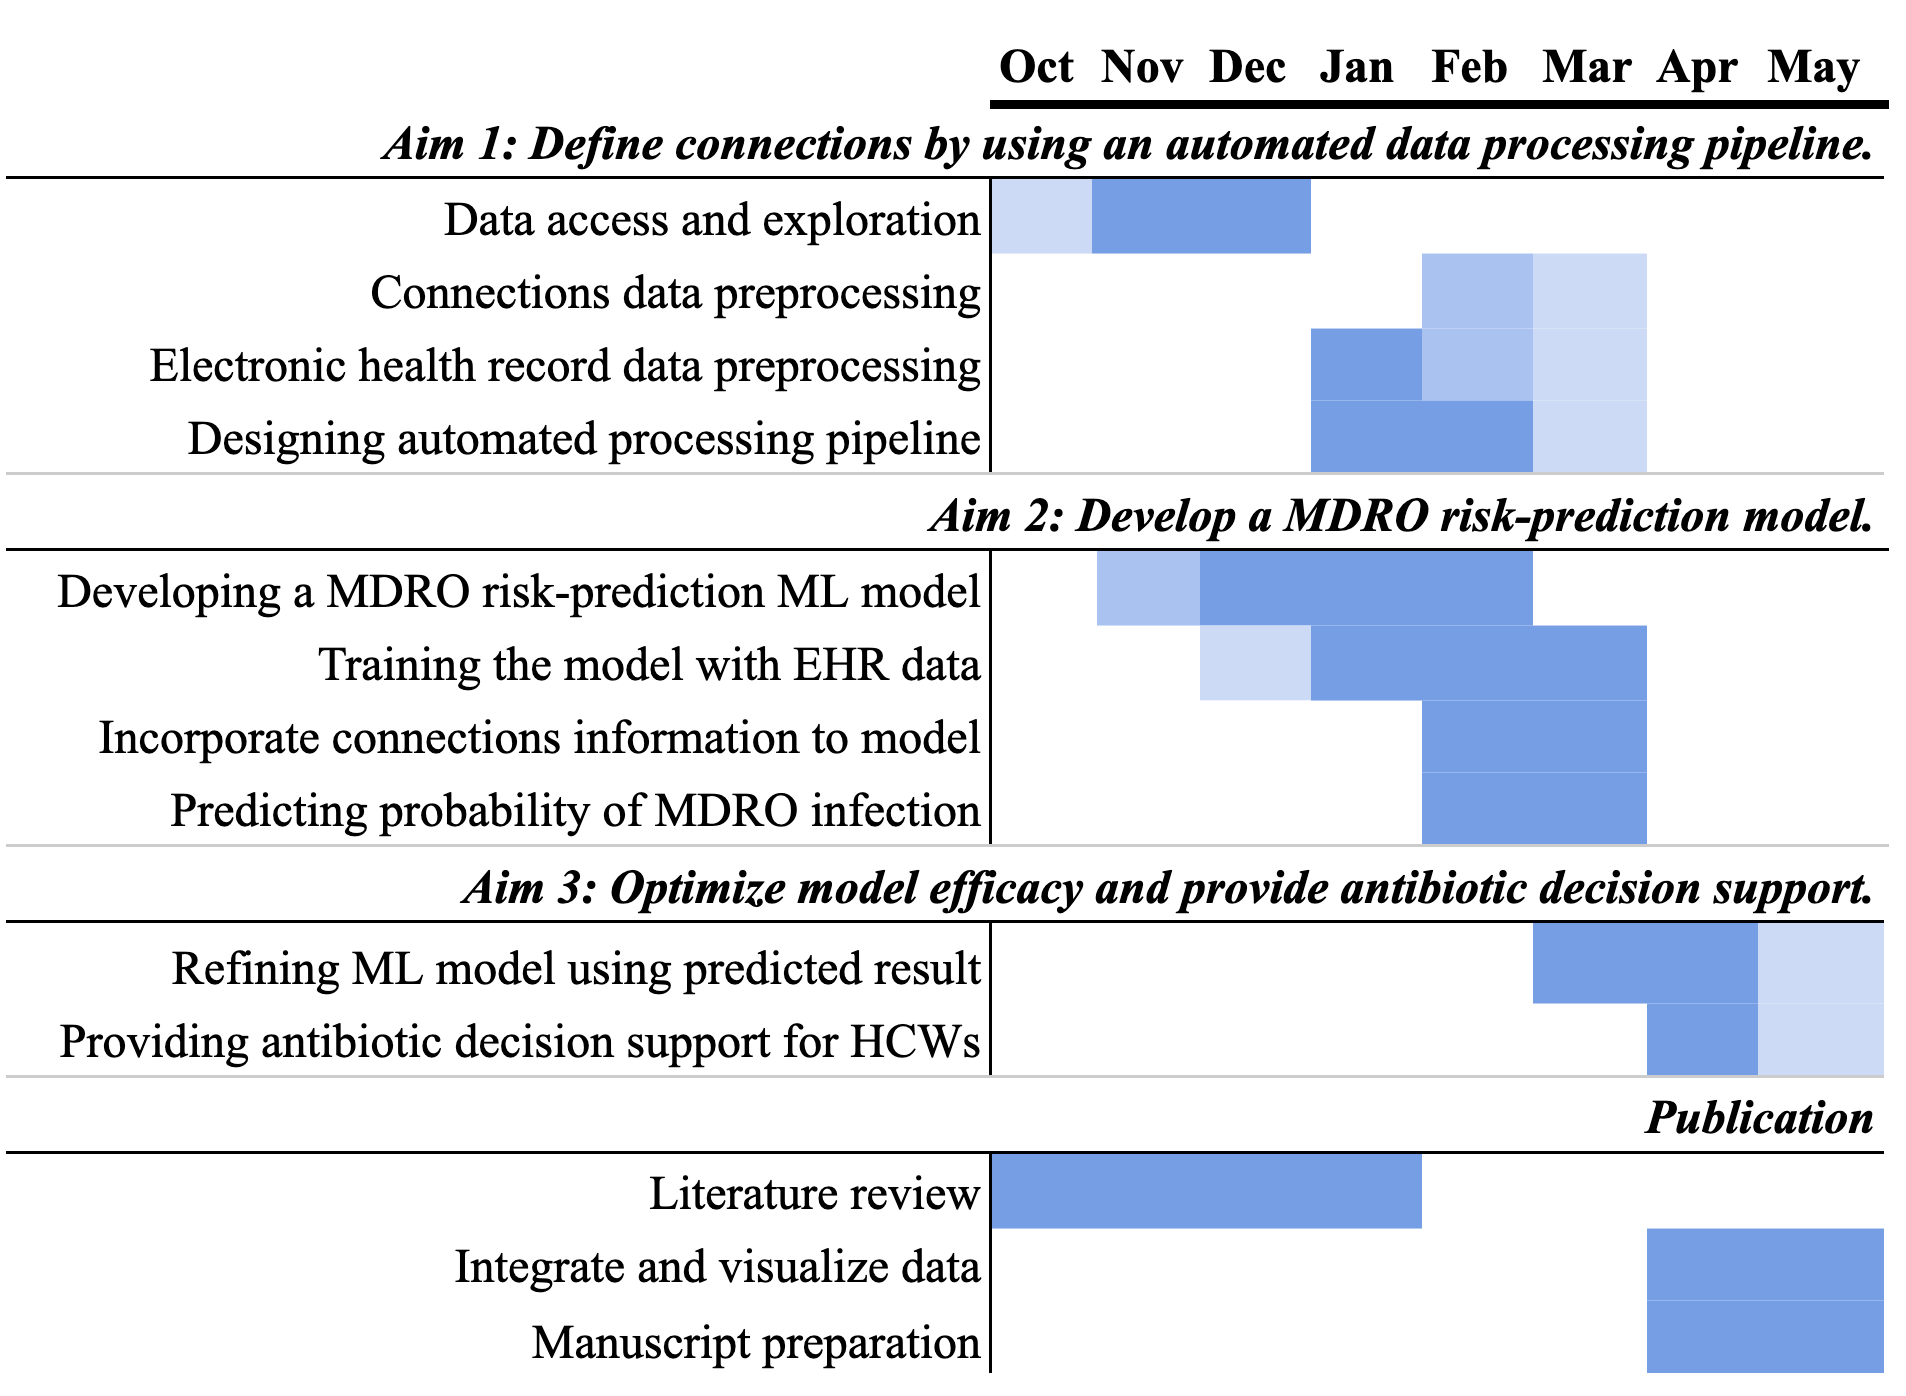 Oct Nov Dec Jan Feb Mar Apr May
Aim 1: Define connections by using an automated data processing pipeline.
Data access and exploration
Connections data preprocessing
Electronic health record data preprocessing
Designing automated processing pipeline
Aim 2: Develop a MDRO risk-prediction model.
Developing a MDRO risk-prediction ML model
Training the model with EHR data
Incorporate connections information to model
Predicting probability of MDRO infection
Aim 3: Optimize model efficacy and provide antibiotic decision support.
Refining ML model using predicted result
Providing antibiotic decision support for HCWs
Publication
Literature review
Integrate and visualize data
Manuscript preparation